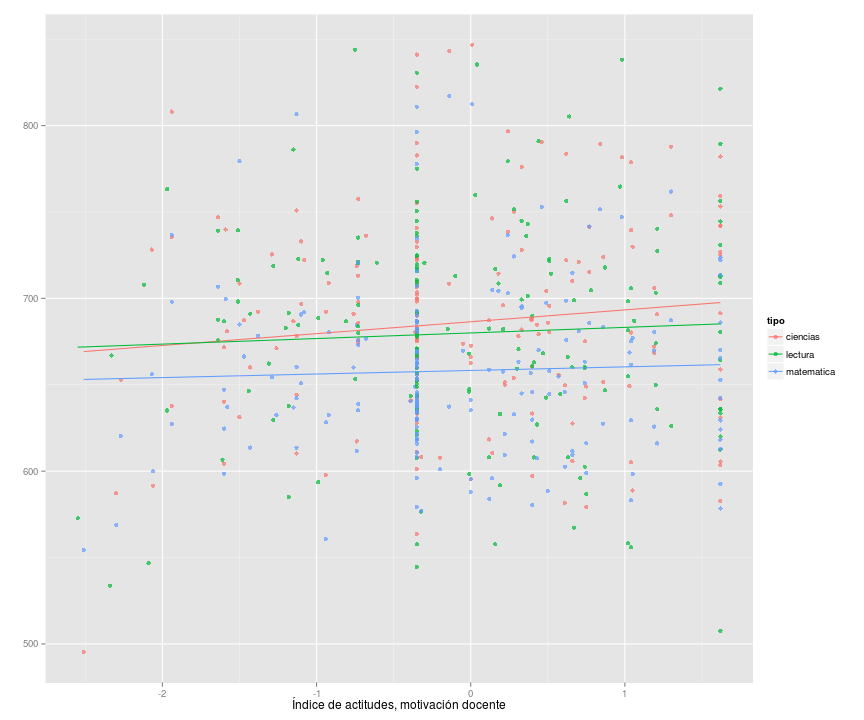 800
700
600
500
-2
-1
0
1
Índice de actitudes, motivación docente
tipo
ciencias
lectura
matematica